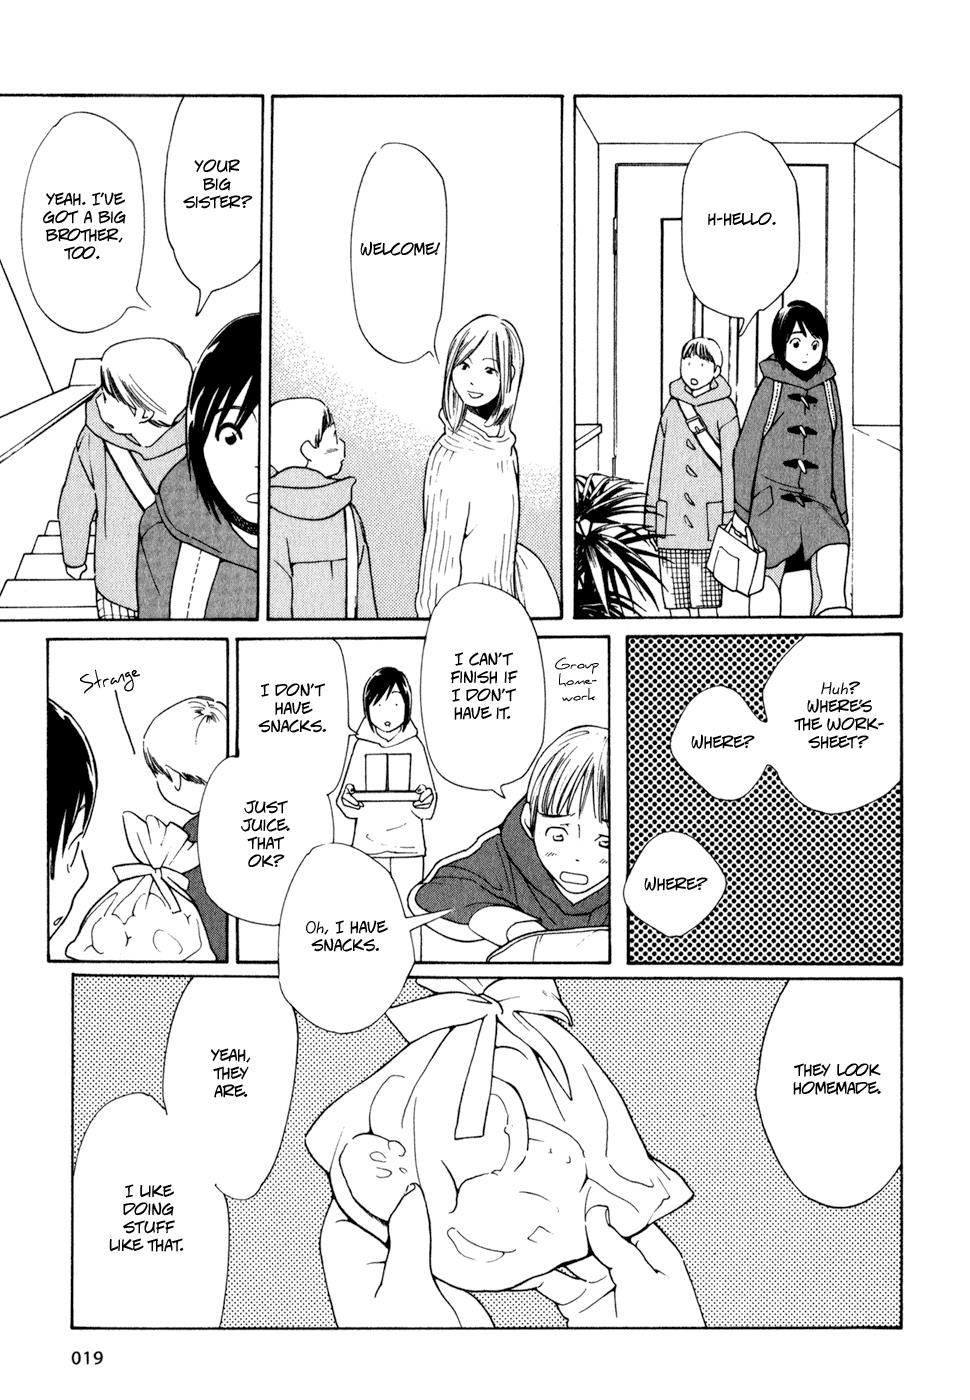 H-HELLO.
WELCOME!
YOUR
BIG
SISTER?
YEAH. I'VE
GOT A BIG
BROTHER,
TOO.
Huh?
WHERE'S
THE WORK-
SHEET?
WHERE?
WHERE?
Group
home-
work
I CAN'T
FINISH IF
I DON'T
HAVE IT.
I DON'T
HAVE
SNACKS.
JUST
JUICE.
THAT
OK?
Oh, I HAVE
SNACKS.
Strange
THEY LOOK
HOMEMADE.
YEAH,
THEY
ARE.
I LIKE
DOING
STUFF
LIKE THAT.
019